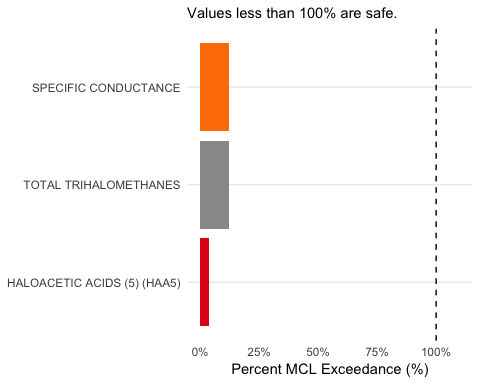 Values less than 100% are safe.
SPECIFIC CONDUCTANCE
TOTAL TRIHALOMETHANES
HALOACETIC ACIDS (5) (HAA5)
0% 25% 50% 75% 100%
Percent MCL Exceedance (%)